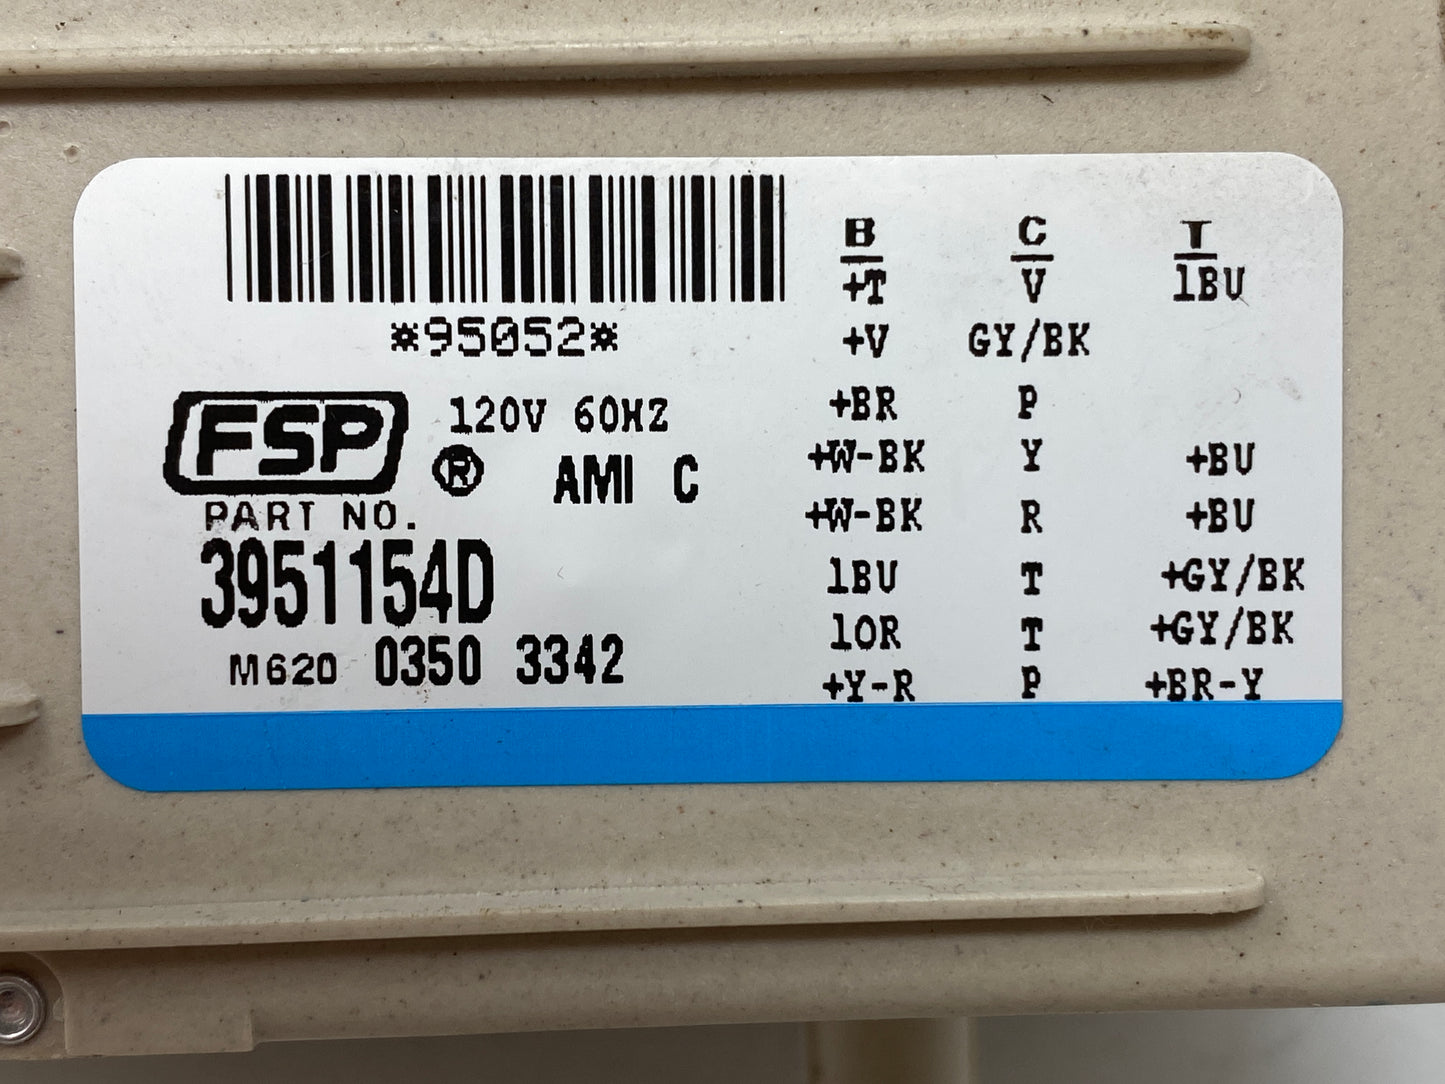 *95052*
FSP ® 120V 60HZ
AMI C
PART NO.
3951154D
M620 0350 3342
B C T
+T V 1BU
+V GY/BK
+BR P
+W-BK Y +BU
+W-BK R +BU
1BU T +GY/BK
1OR T +GY/BK
+Y-R P +BR-Y